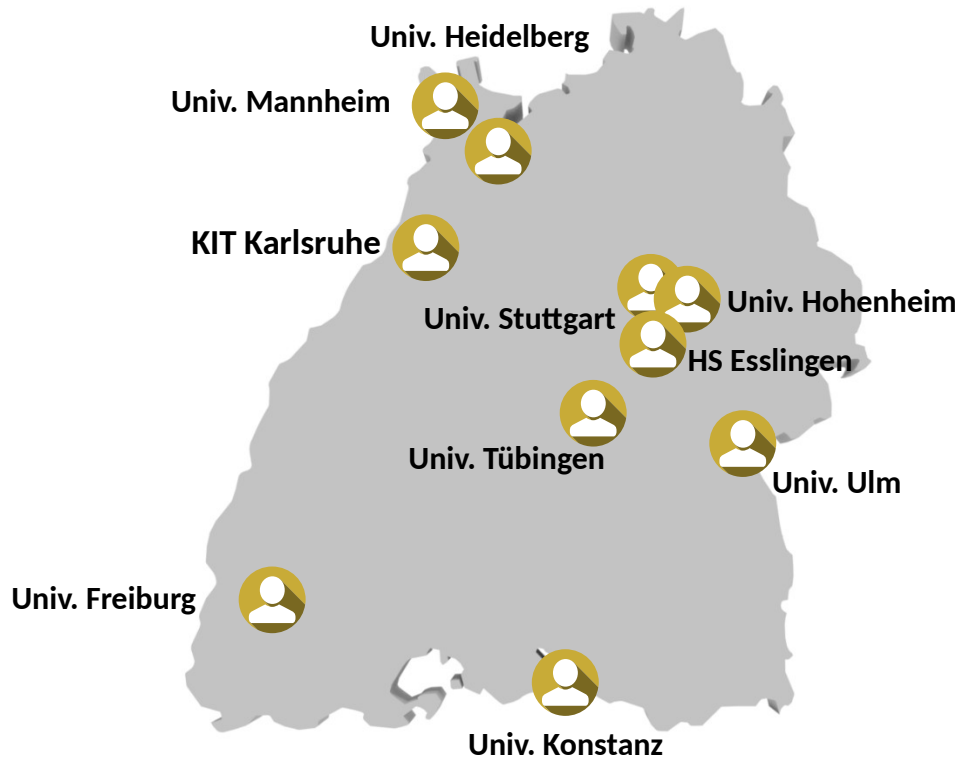 Univ. Heidelberg
Univ. Mannheim
KIT Karlsruhe
Univ. Hohenheim
Univ. Stuttgart
HS Esslingen
Univ. Tübingen
Univ. Ulm
Univ. Freiburg
Univ. Konstanz